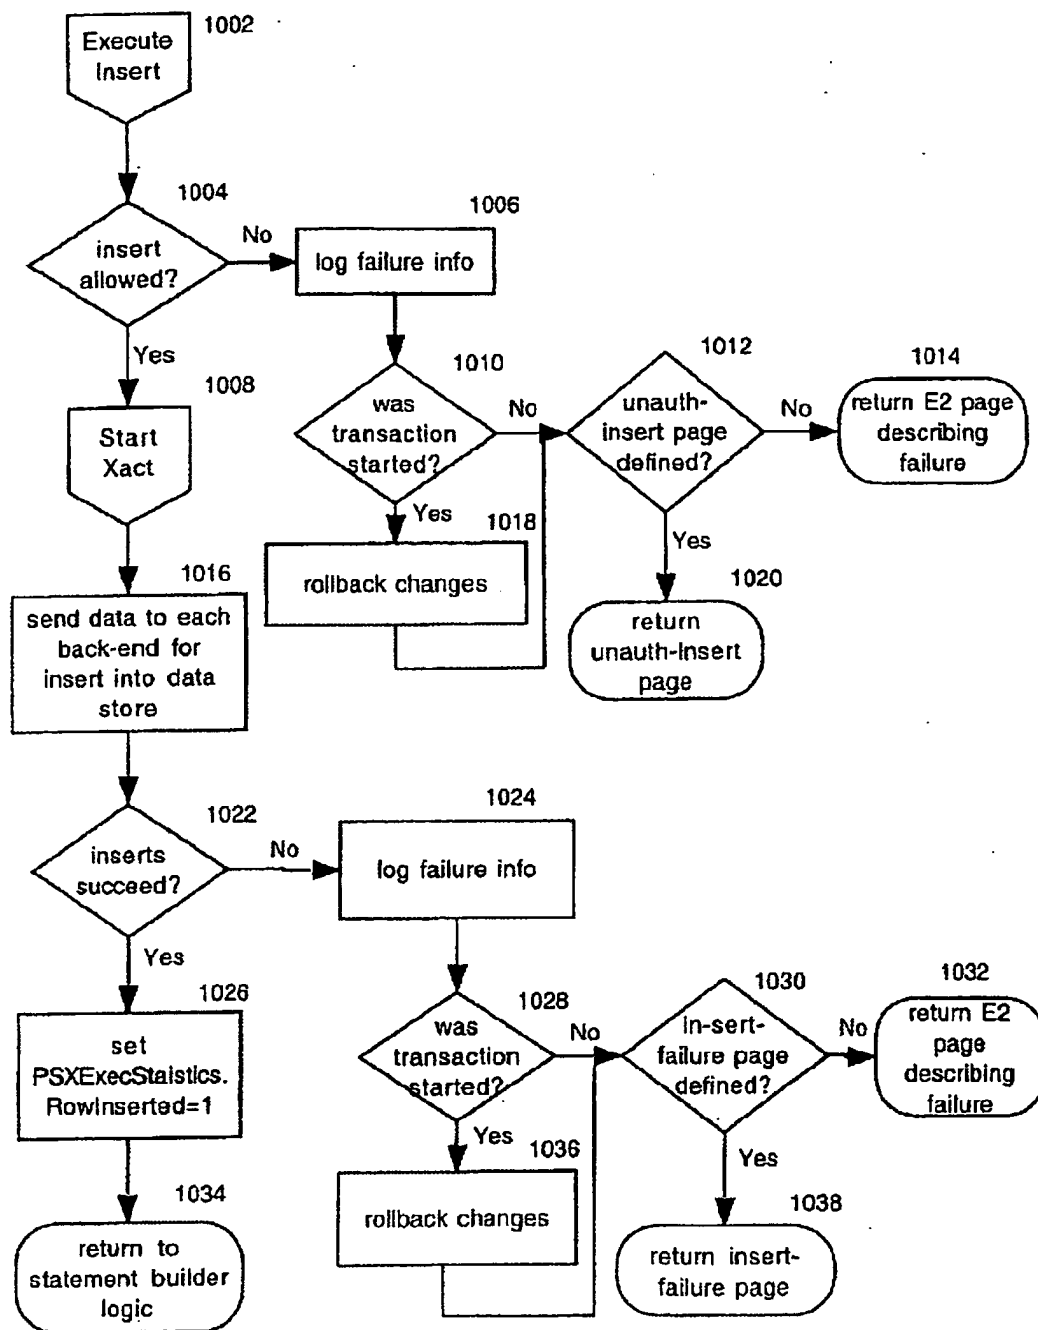 1002
Execute
Insert
1004
insert
allowed?
No
1006
log failure info
Yes
1008
Start
Xact
1010
was
transaction
started?
No
1012
unauth-
insert page
defined?
No
1014
return E2 page
describing
failure
Yes
1018
rollback changes
Yes
1020
return
unauth-insert
page
1016
send data to each
back-end for
insert into data
store
1022
inserts
succeed?
No
1024
log failure info
Yes
1026
set
PSXExecStaistics.
RowInserted=1
1028
was
transaction
started?
No
1030
in-sert-
failure page
defined?
No
1032
return E2
page
describing
failure
Yes
1036
rollback changes
Yes
1038
return insert-
failure page
1034
return to
statement builder
logic